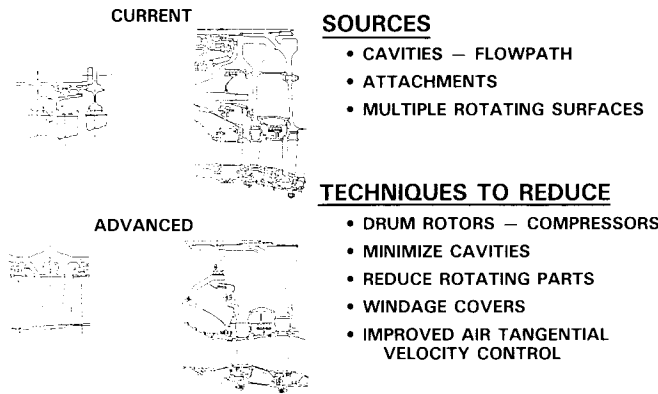 CURRENT
SOURCES
• CAVITIES — FLOWPATH
• ATTACHMENTS
• MULTIPLE ROTATING SURFACES
TECHNIQUES TO REDUCE
ADVANCED
• DRUM ROTORS — COMPRESSORS
• MINIMIZE CAVITIES
• REDUCE ROTATING PARTS
• WINDAGE COVERS
• IMPROVED AIR TANGENTIAL
VELOCITY CONTROL